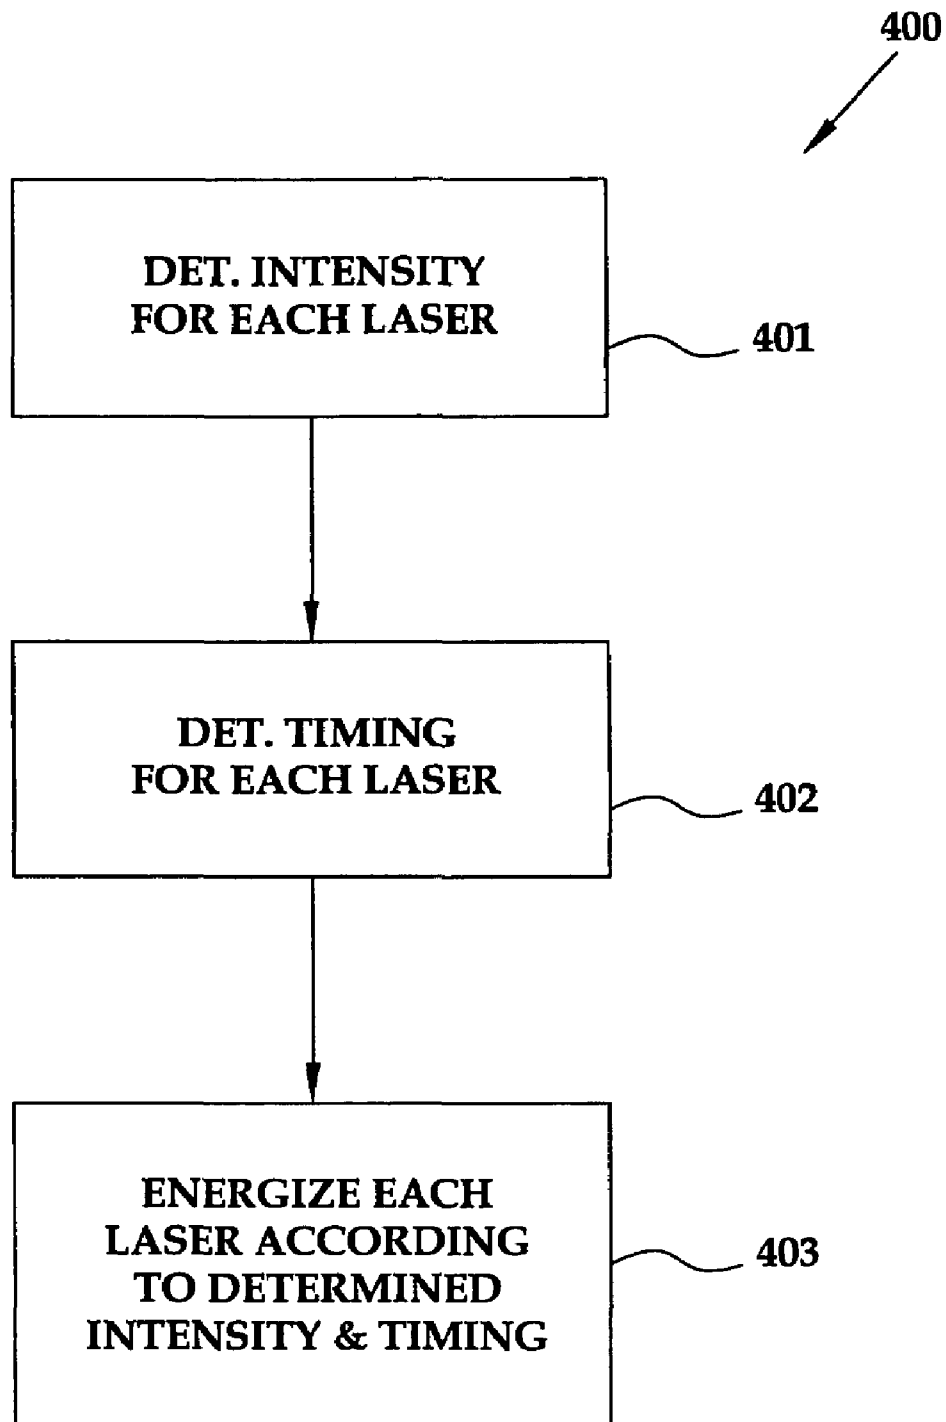 400
DET. INTENSITY
FOR EACH LASER
401
DET. TIMING
FOR EACH LASER
402
ENERGIZE EACH
LASER ACCORDING
TO DETERMINED
INTENSITY & TIMING
403